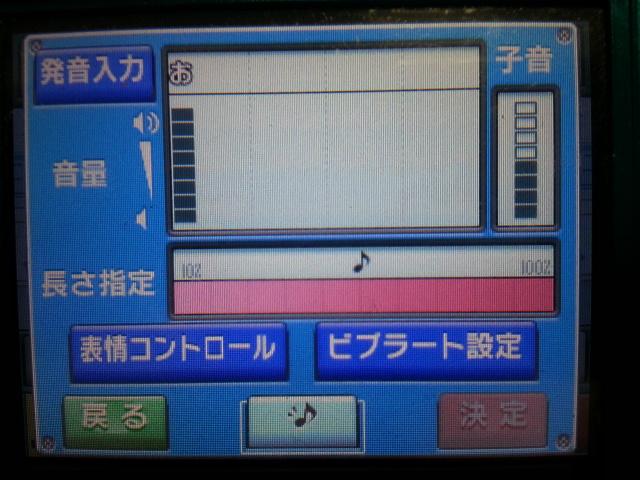 発音入力
お
子音
音量
長さ指定
10%
100%
表情コントロール
ビブラート設定
戻る
決定